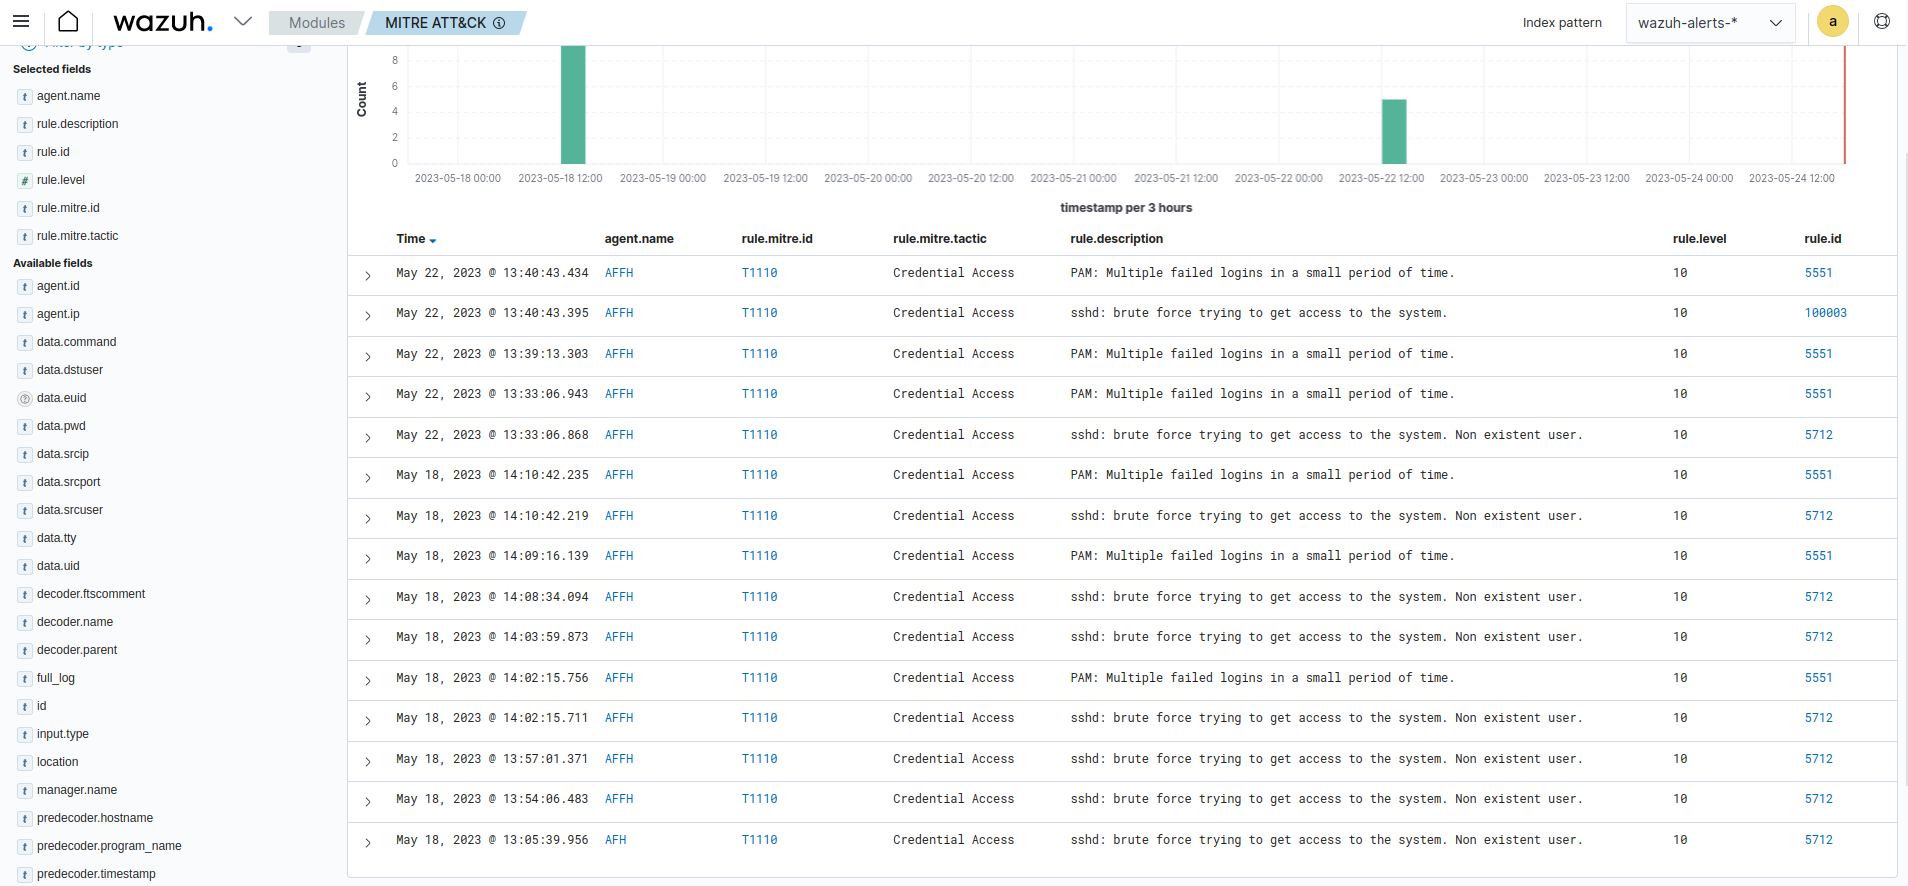 wazuh.
Modules
MITRE ATT&CK
Index pattern
wazuh-alerts-*
a
Filter by type
Selected fields
t agent.name
t rule.description
t rule.id
# rule.level
t rule.mitre.id
t rule.mitre.tactic
Available fields
t agent.id
t agent.ip
t data.command
t data.dstuser
? data.euid
t data.pwd
t data.srcip
t data.srcport
t data.srcuser
t data.tty
t data.uid
t decoder.ftscomment
t decoder.name
t decoder.parent
t full_log
t id
t input.type
t location
t manager.name
t predecoder.hostname
t predecoder.program_name
t predecoder.timestamp
Count
8
6
4
2
0
2023-05-18 00:00 2023-05-18 12:00 2023-05-19 00:00 2023-05-19 12:00 2023-05-20 00:00 2023-05-20 12:00 2023-05-21 00:00 2023-05-21 12:00 2023-05-22 00:00 2023-05-22 12:00 2023-05-23 00:00 2023-05-23 12:00 2023-05-24 00:00 2023-05-24 12:00
timestamp per 3 hours
Time agent.name rule.mitre.id rule.mitre.tactic rule.description rule.level rule.id
May 22, 2023 @ 13:40:43.434 AFFH T1110 Credential Access PAM: Multiple failed logins in a small period of time. 10 5551
May 22, 2023 @ 13:40:43.395 AFFH T1110 Credential Access sshd: brute force trying to get access to the system. 10 100003
May 22, 2023 @ 13:39:13.303 AFFH T1110 Credential Access PAM: Multiple failed logins in a small period of time. 10 5551
May 22, 2023 @ 13:33:06.943 AFFH T1110 Credential Access PAM: Multiple failed logins in a small period of time. 10 5551
May 22, 2023 @ 13:33:06.868 AFFH T1110 Credential Access sshd: brute force trying to get access to the system. Non existent user. 10 5712
May 18, 2023 @ 14:10:42.235 AFFH T1110 Credential Access PAM: Multiple failed logins in a small period of time. 10 5551
May 18, 2023 @ 14:10:42.219 AFFH T1110 Credential Access sshd: brute force trying to get access to the system. Non existent user. 10 5712
May 18, 2023 @ 14:09:16.139 AFFH T1110 Credential Access PAM: Multiple failed logins in a small period of time. 10 5551
May 18, 2023 @ 14:08:34.094 AFFH T1110 Credential Access sshd: brute force trying to get access to the system. Non existent user. 10 5712
May 18, 2023 @ 14:03:59.873 AFFH T1110 Credential Access sshd: brute force trying to get access to the system. Non existent user. 10 5712
May 18, 2023 @ 14:02:15.756 AFFH T1110 Credential Access PAM: Multiple failed logins in a small period of time. 10 5551
May 18, 2023 @ 14:02:15.711 AFFH T1110 Credential Access sshd: brute force trying to get access to the system. Non existent user. 10 5712
May 18, 2023 @ 13:57:01.371 AFFH T1110 Credential Access sshd: brute force trying to get access to the system. Non existent user. 10 5712
May 18, 2023 @ 13:54:06.483 AFFH T1110 Credential Access sshd: brute force trying to get access to the system. Non existent user. 10 5712
May 18, 2023 @ 13:05:39.956 AFH T1110 Credential Access sshd: brute force trying to get access to the system. Non existent user. 10 5712